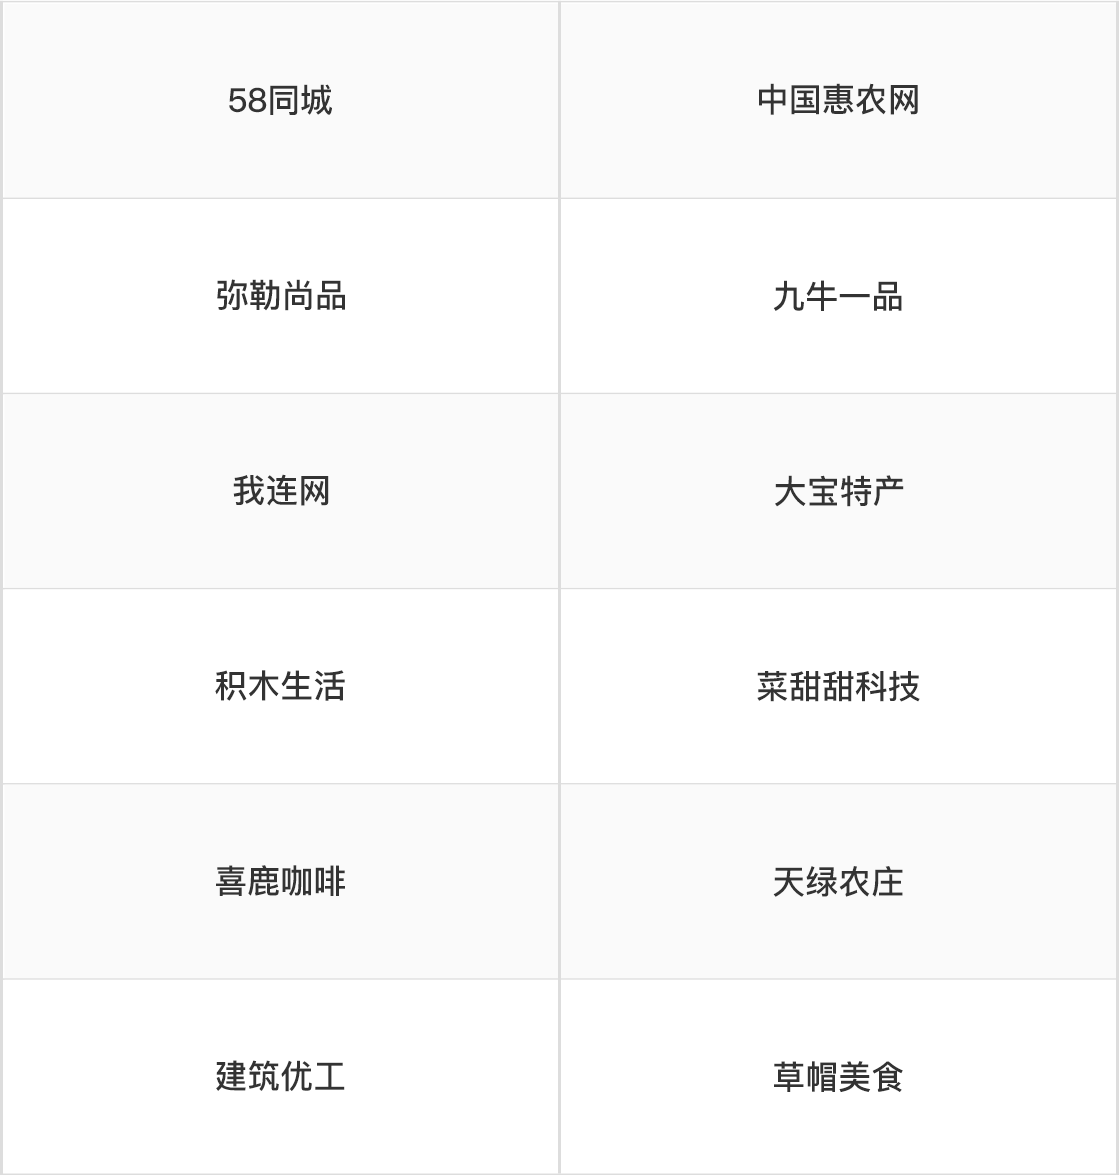 58同城
中国惠农网
弥勒尚品
九牛一品
我连网
大宝特产
积木生活
菜甜甜科技
喜鹿咖啡
天绿农庄
建筑优工
草帽美食